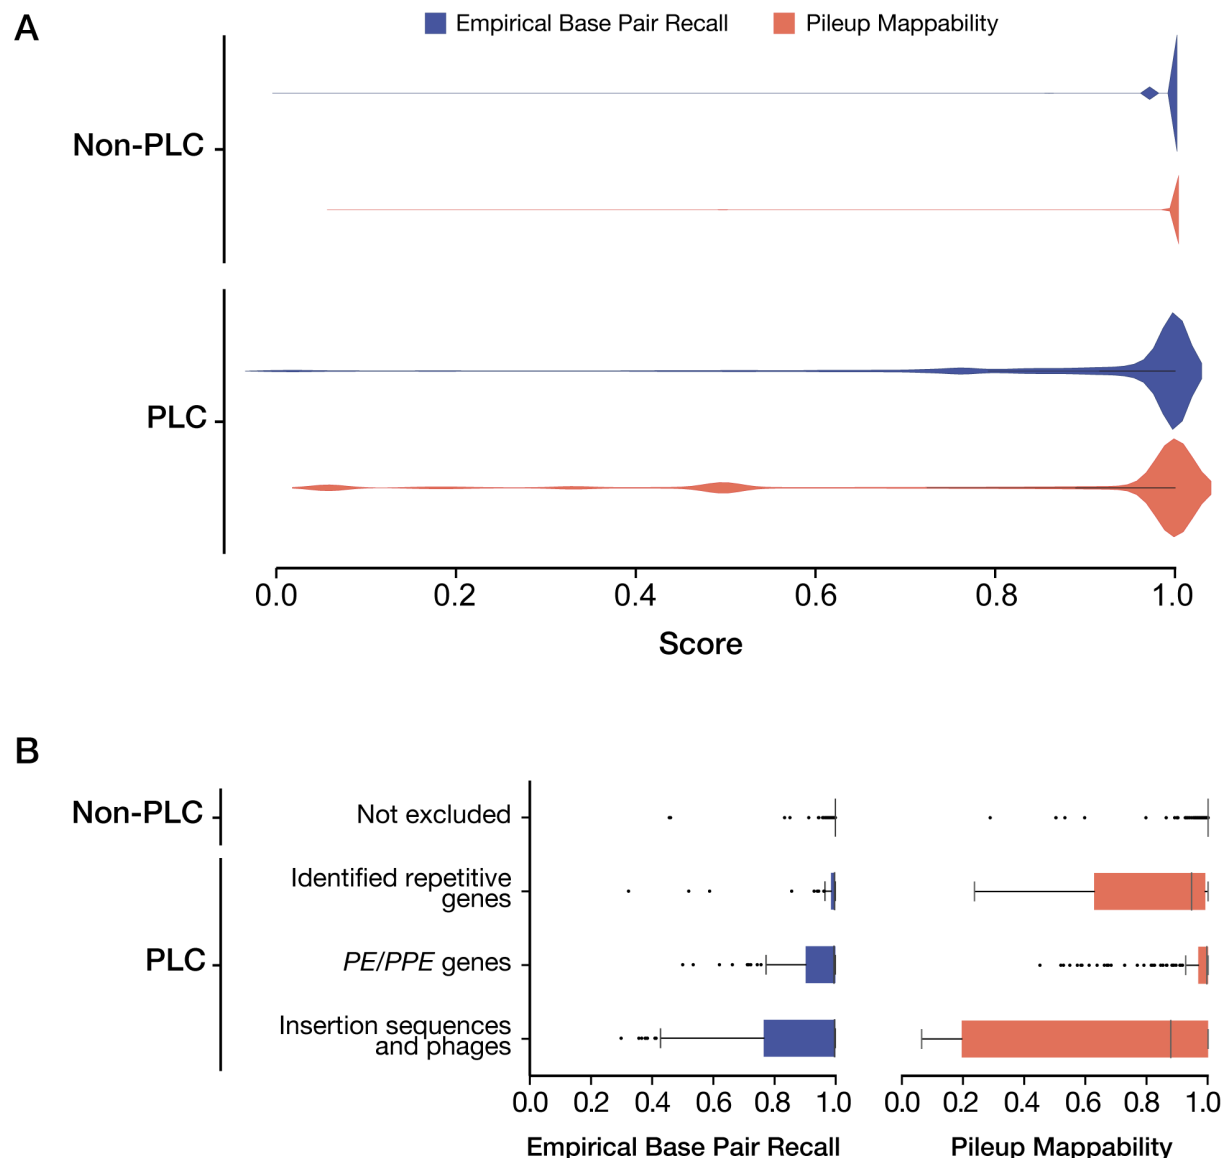 A
Empirical Base Pair Recall
Pileup Mappability
Non-PLC
PLC
0.0 0.2 0.4 0.6 0.8 1.0
Score
B
Non-PLC
Not excluded
Identified repetitive
genes
PLC
PE/PPE genes
Insertion sequences
and phages
0.0 0.2 0.4 0.6 0.8 1.0
0.0 0.2 0.4 0.6 0.8 1.0
Empirical Base Pair Recall
Pileup Mappability